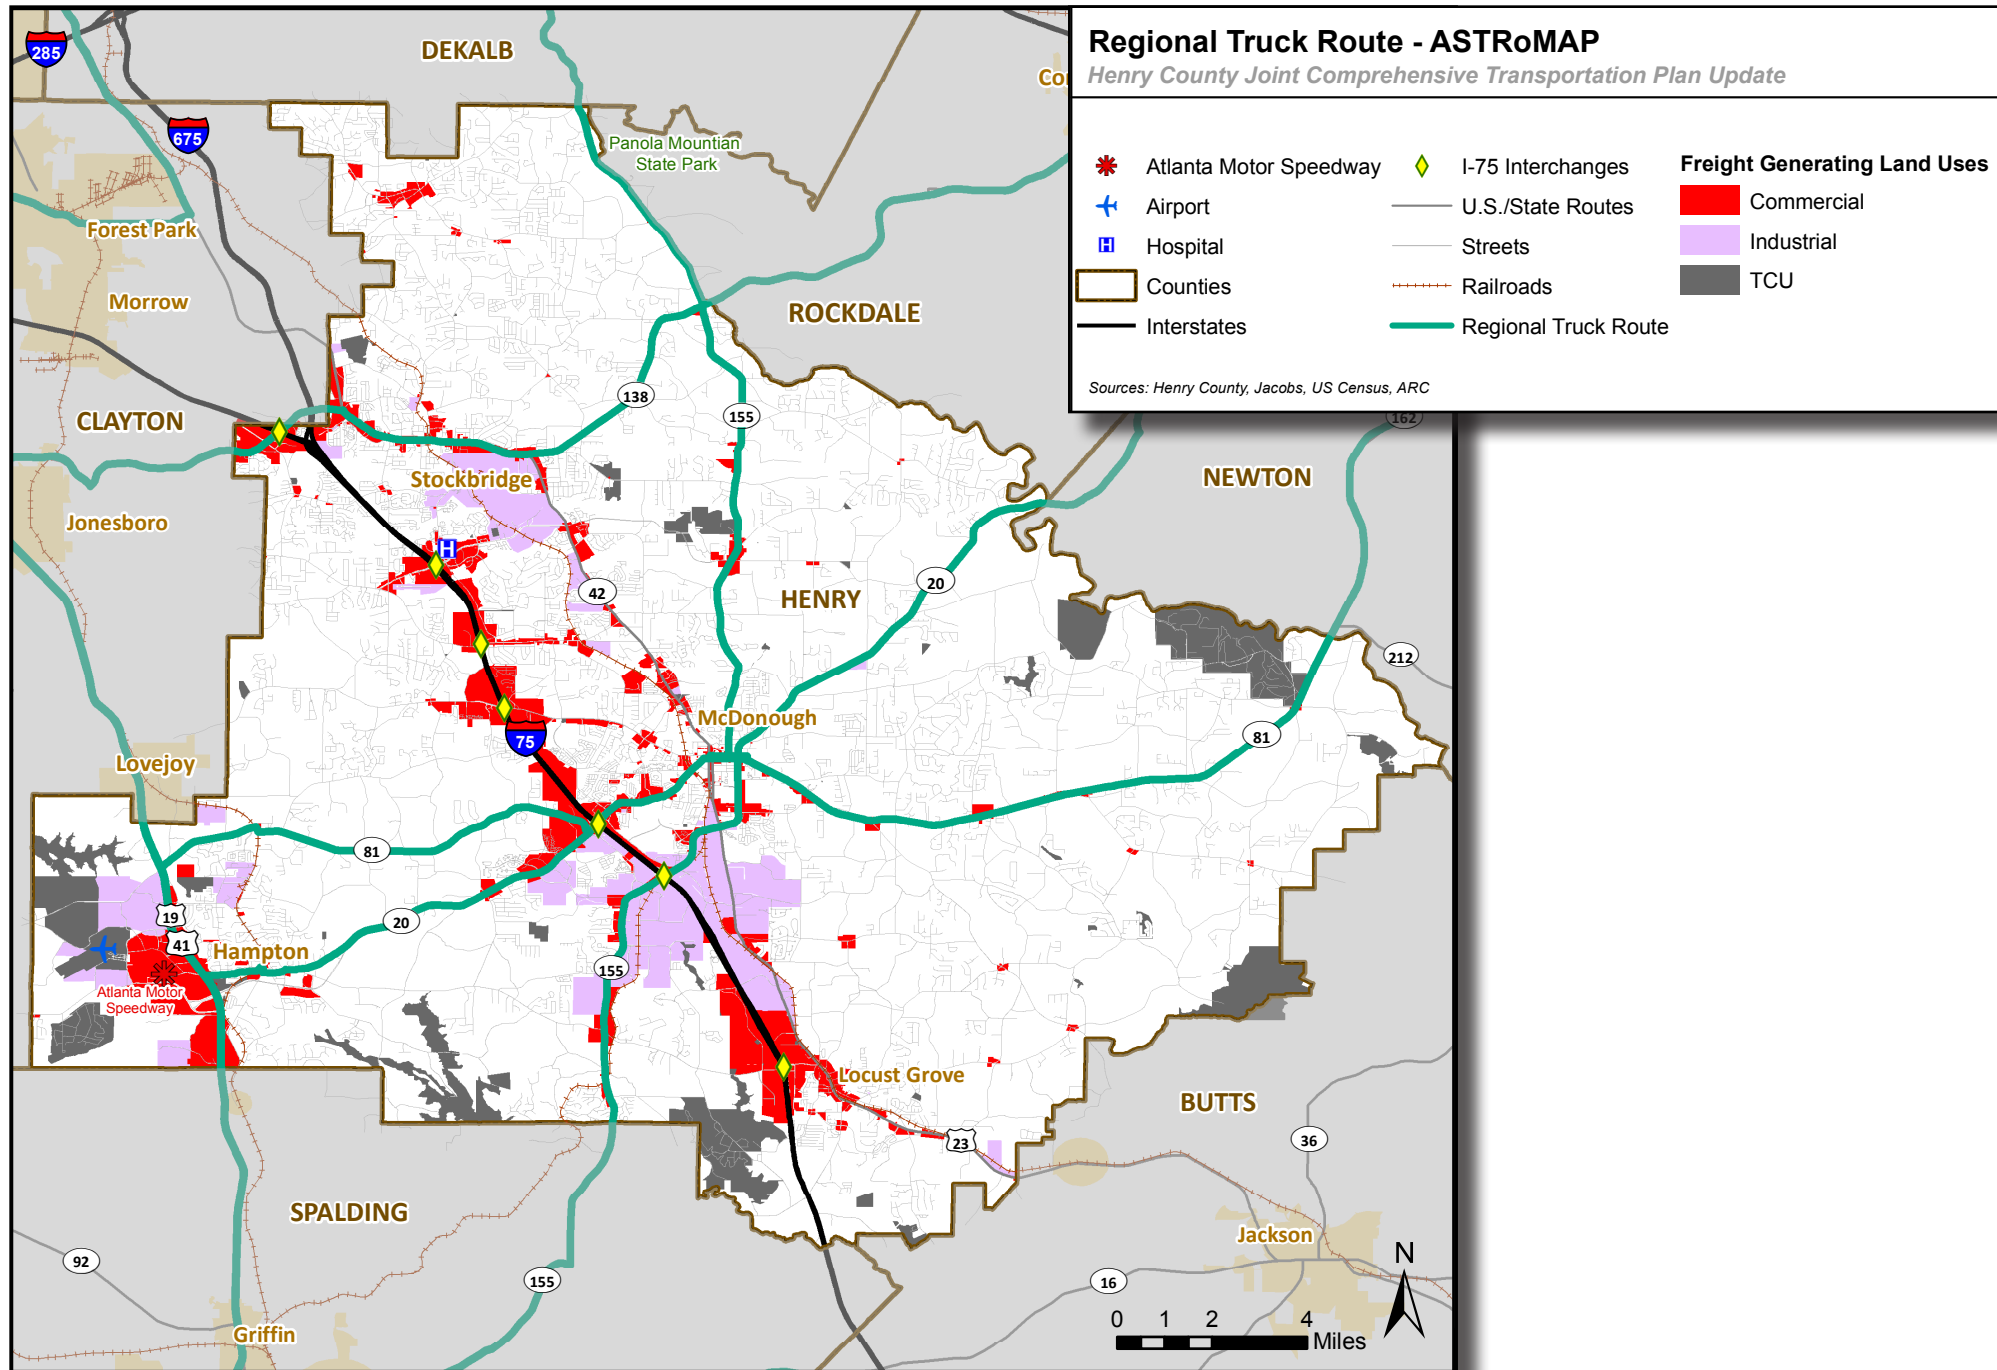 Regional Truck Route - ASTRoMAP
Henry County Joint Comprehensive Transportation Plan Update
Atlanta Motor Speedway
Airport
Hospital
Counties
Interstates
I-75 Interchanges
U.S./State Routes
Streets
Railroads
Regional Truck Route
Freight Generating Land Uses
Commercial
Industrial
TCU
Sources: Henry County, Jacobs, US Census, ARC
285
DEKALB
Co
675
Panola Mountian
State Park
Forest Park
Morrow
ROCKDALE
CLAYTON
138
155
162
Stockbridge
NEWTON
Jonesboro
H
20
42
HENRY
212
McDonough
75
81
Lovejoy
81
19
20
41
Hampton
155
Atlanta Motor
Speedway
Locust Grove
BUTTS
23
36
SPALDING
Jackson
92
155
16
N
0 1 2 4
Miles
Griffin